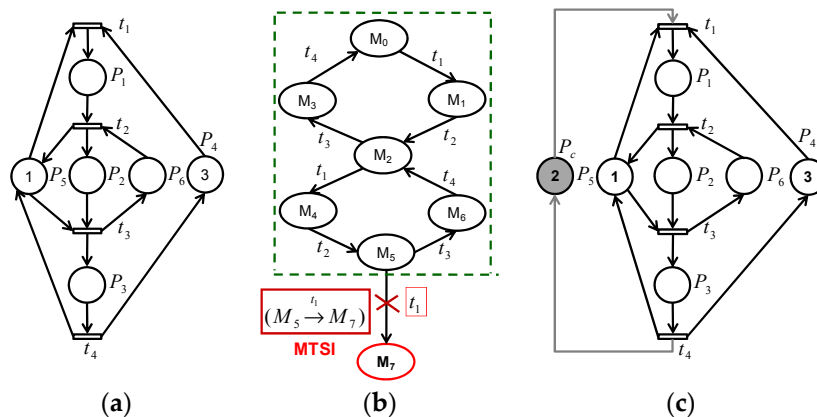 t₁
P₁
t₂
P₄
1
P₅
P₂
P₆
3
t₃
P₃
t₄
(a)
M₀
t₄
t₁
M₃
M₁
t₃
t₂
M₂
t₁
t₄
M₄
M₆
t₂
t₃
M₅
t₁
(M₅ → M₇)
t₁
MTSI
M₇
(b)
t₁
P₁
t₂
P₄
P_c
2
P₅
1
P₂
P₆
3
t₃
P₃
t₄
(c)